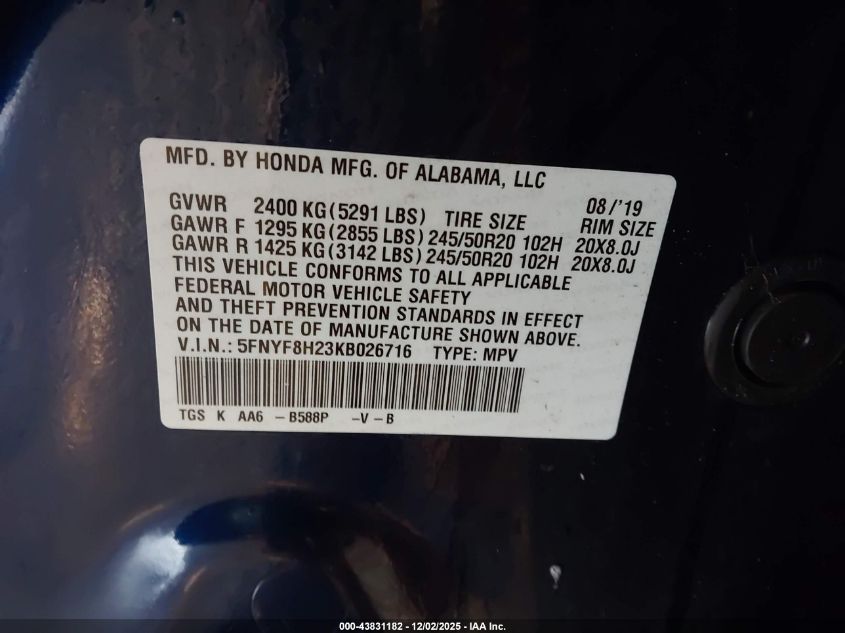 MFD. BY HONDA MFG. OF ALABAMA, LLC
GVWR 2400 KG(5291 LBS) TIRE SIZE 08/'19 RIM SIZE
GAWR F 1295 KG(2855 LBS) 245/50R20 102H 20X8.0J
GAWR R 1425 KG(3142 LBS) 245/50R20 102H 20X8.0J
THIS VEHICLE CONFORMS TO ALL APPLICABLE
FEDERAL MOTOR VEHICLE SAFETY
AND THEFT PREVENTION STANDARDS IN EFFECT
ON THE DATE OF MANUFACTURE SHOWN ABOVE.
V.I.N.: 5FNYF8H23KB026716 TYPE: MPV
TGS K AA6 -B588P -V-B
000-43831182 | 12/02/2025 - IAA Inc.